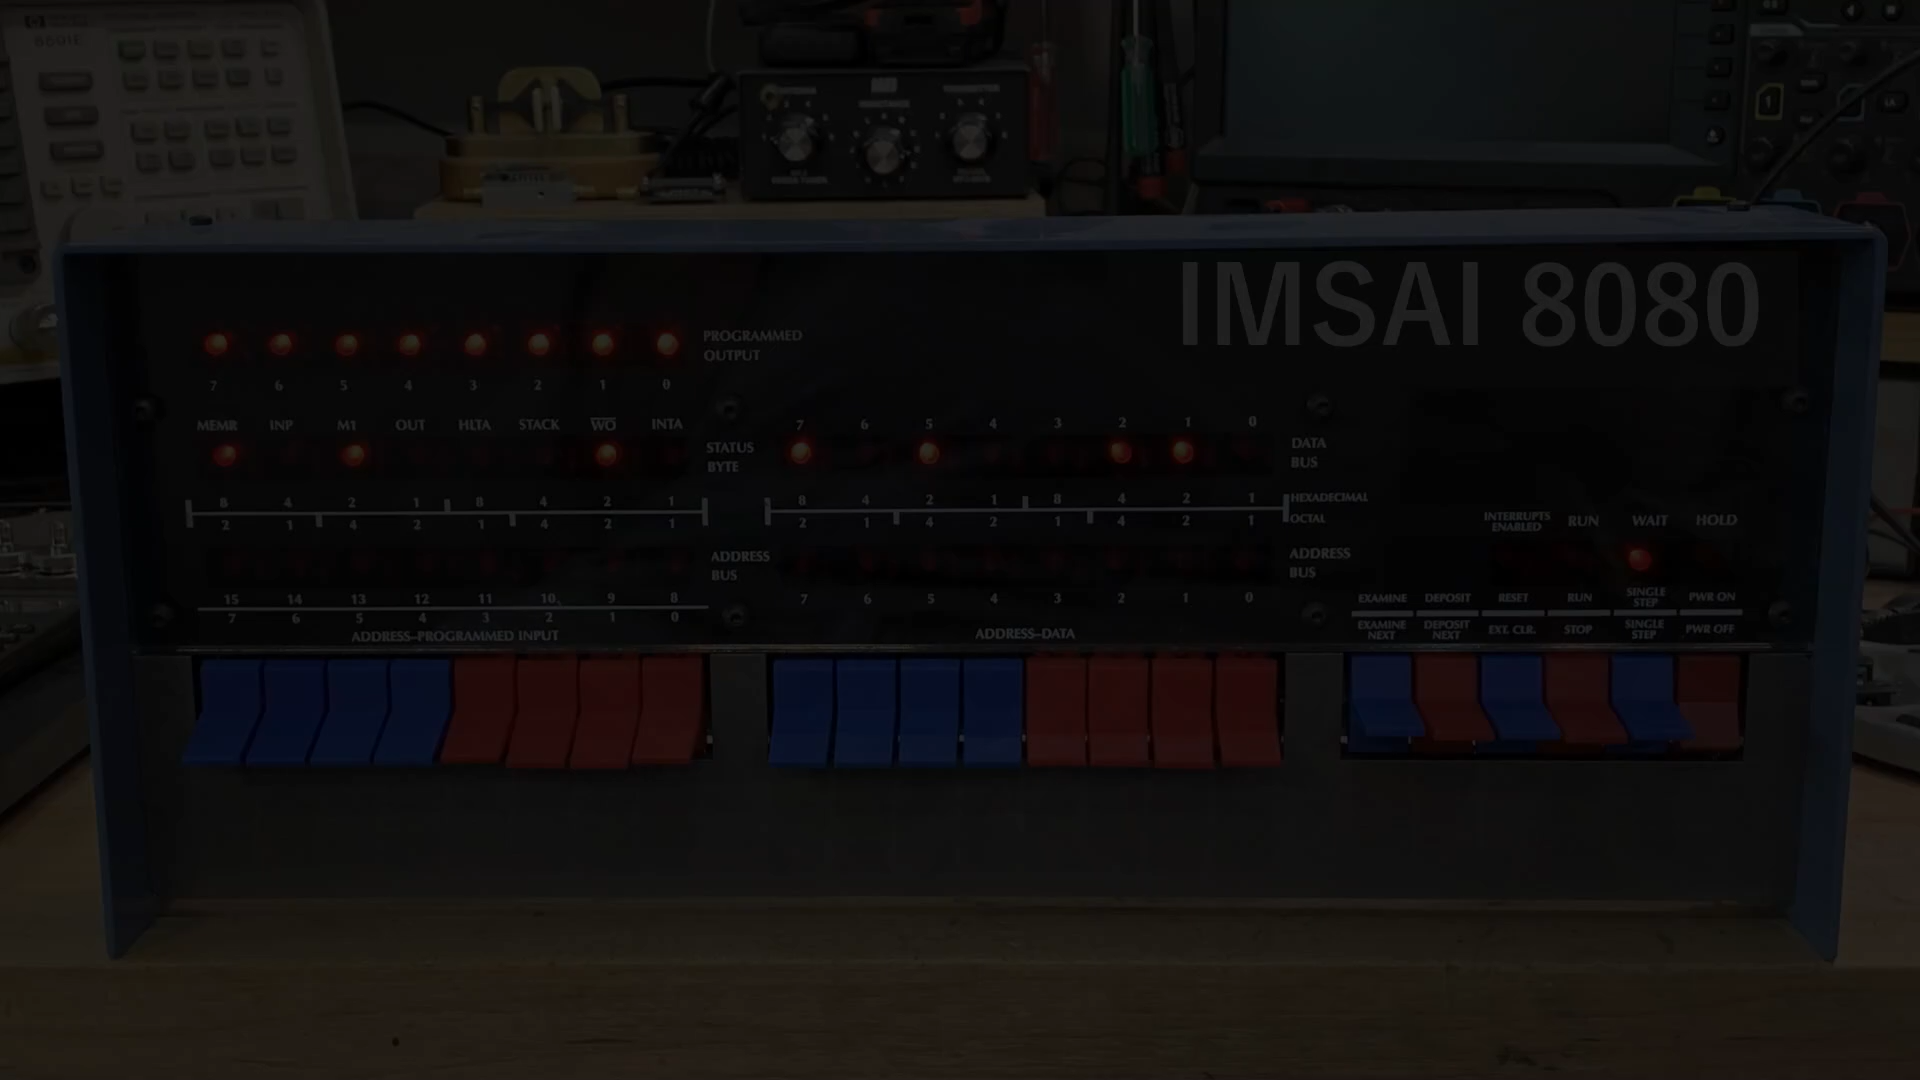 8501E
ANTENNA
INDUCTANCE
TRANSMITTER
IMSAI 8080
PROGRAMMED
OUTPUT
7 6 5 4 3 2 1 0
MEMR INP M1 OUT HLTA STACK WO INTA
7 6 5 4 3 2 1 0
STATUS
BYTE
DATA
BUS
8 4 2 1 8 4 2 1
8 4 2 1 8 4 2 1
HEXADECIMAL
2 1 4 2 1 4 2 1
2 1 4 2 1 4 2 1
OCTAL
INTERRUPTS
ENABLED
RUN WAIT HOLD
ADDRESS
BUS
ADDRESS
BUS
15 14 13 12 11 10 9 8
7 6 5 4 3 2 1 0
ADDRESS–PROGRAMMED INPUT
7 6 5 4 3 2 1 0
ADDRESS–DATA
EXAMINE DEPOSIT RESET RUN SINGLE STEP PWR ON
EXAMINE NEXT DEPOSIT NEXT EXT. CLR. STOP SINGLE STEP PWR OFF